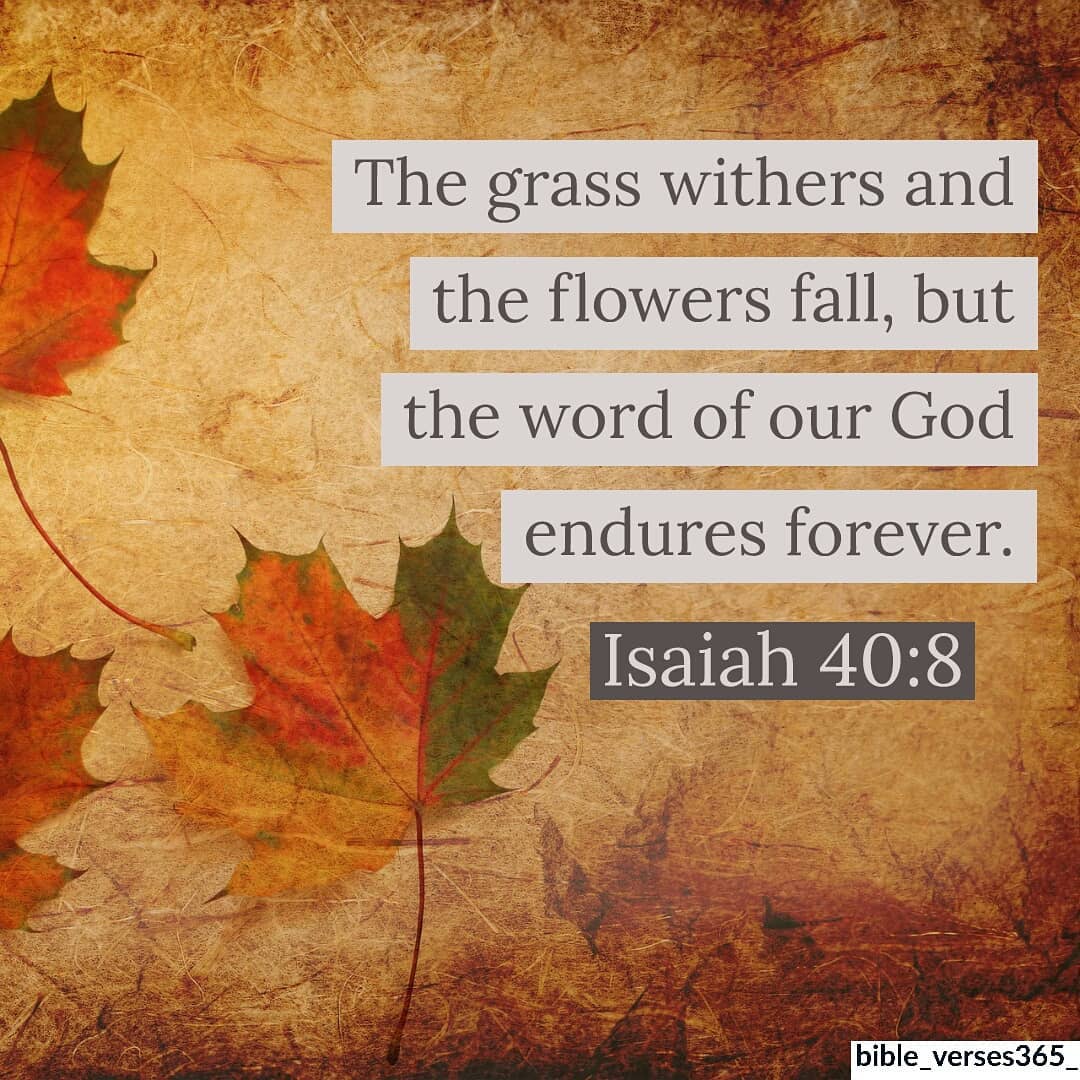 The grass withers and
the flowers fall, but
the word of our God
endures forever.
Isaiah 40:8
bible_verses365_